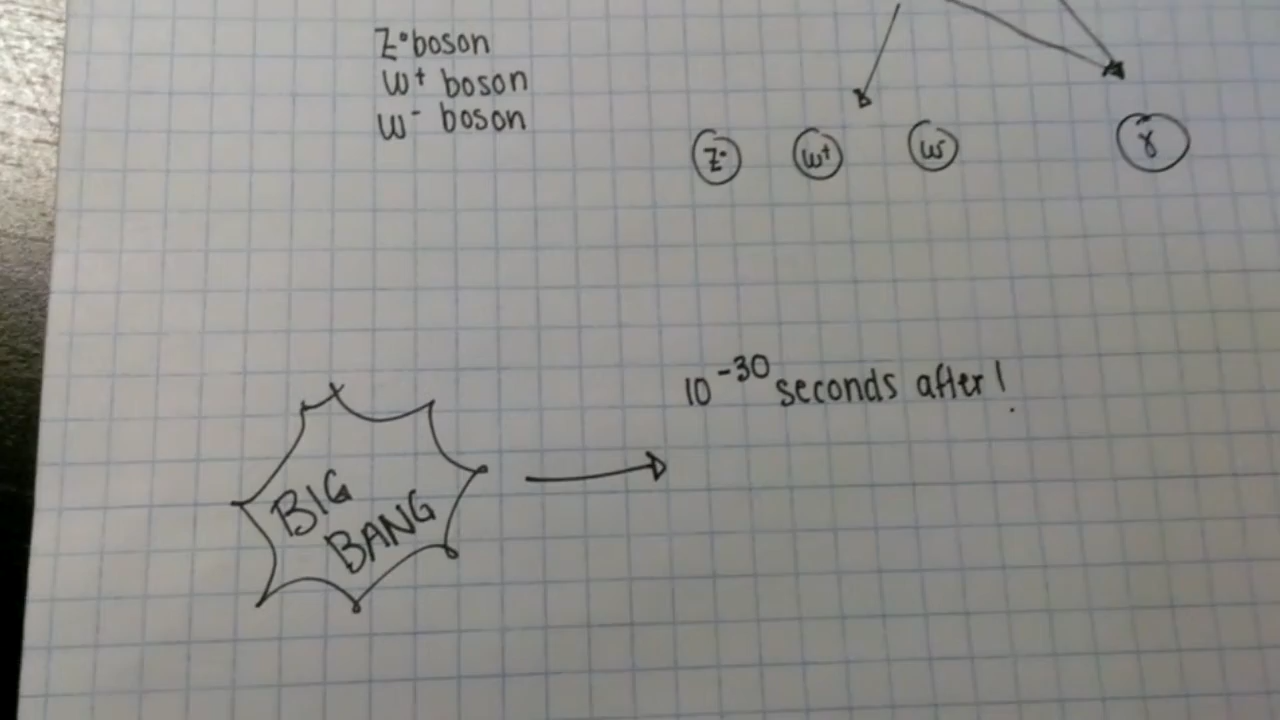 Z° boson
W⁺ boson
W⁻ boson
Z° W⁺ W⁻ γ
10⁻³⁰ seconds after!
BIG
BANG